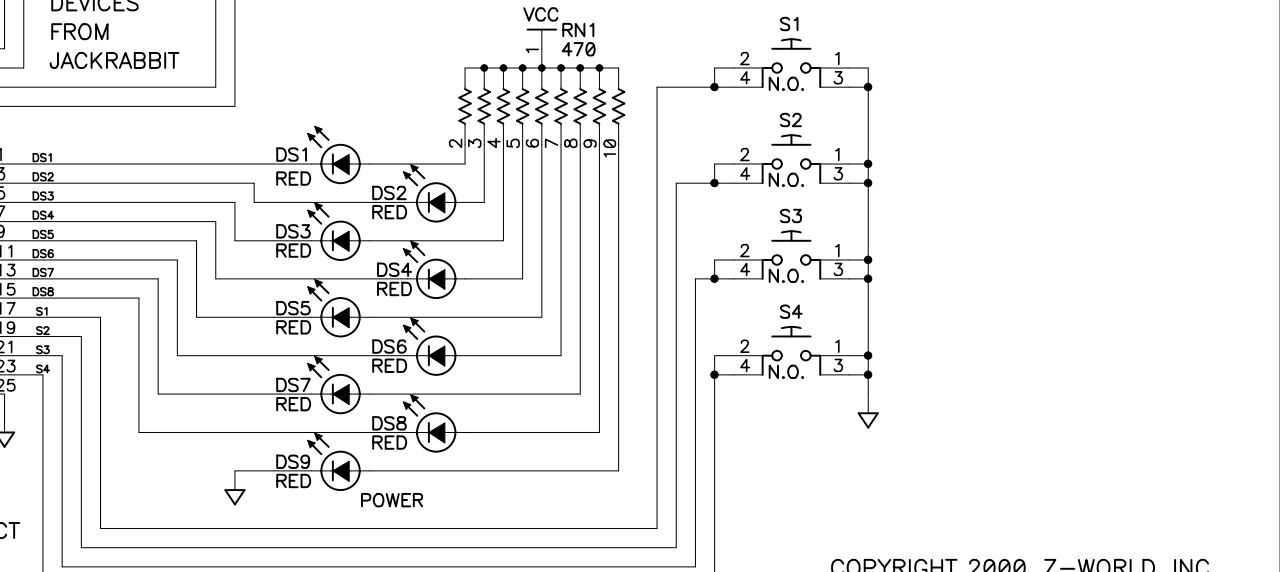 DEVICES
FROM
JACKRABBIT
VCC
RN1
470
1
2
3
4
5
6
7
8
9
10
DS1
RED
DS2
RED
DS3
RED
DS4
RED
DS5
RED
DS6
RED
DS7
RED
DS8
RED
DS9
RED
POWER
1 DS1
3 DS2
5 DS3
7 DS4
9 DS5
11 DS6
13 DS7
15 DS8
17 S1
19 S2
21 S3
23 S4
25
S1
2 1
4 N.O. 3
S2
2 1
4 N.O. 3
S3
2 1
4 N.O. 3
S4
2 1
4 N.O. 3
CT
COPYRIGHT 2000 Z-WORLD, INC